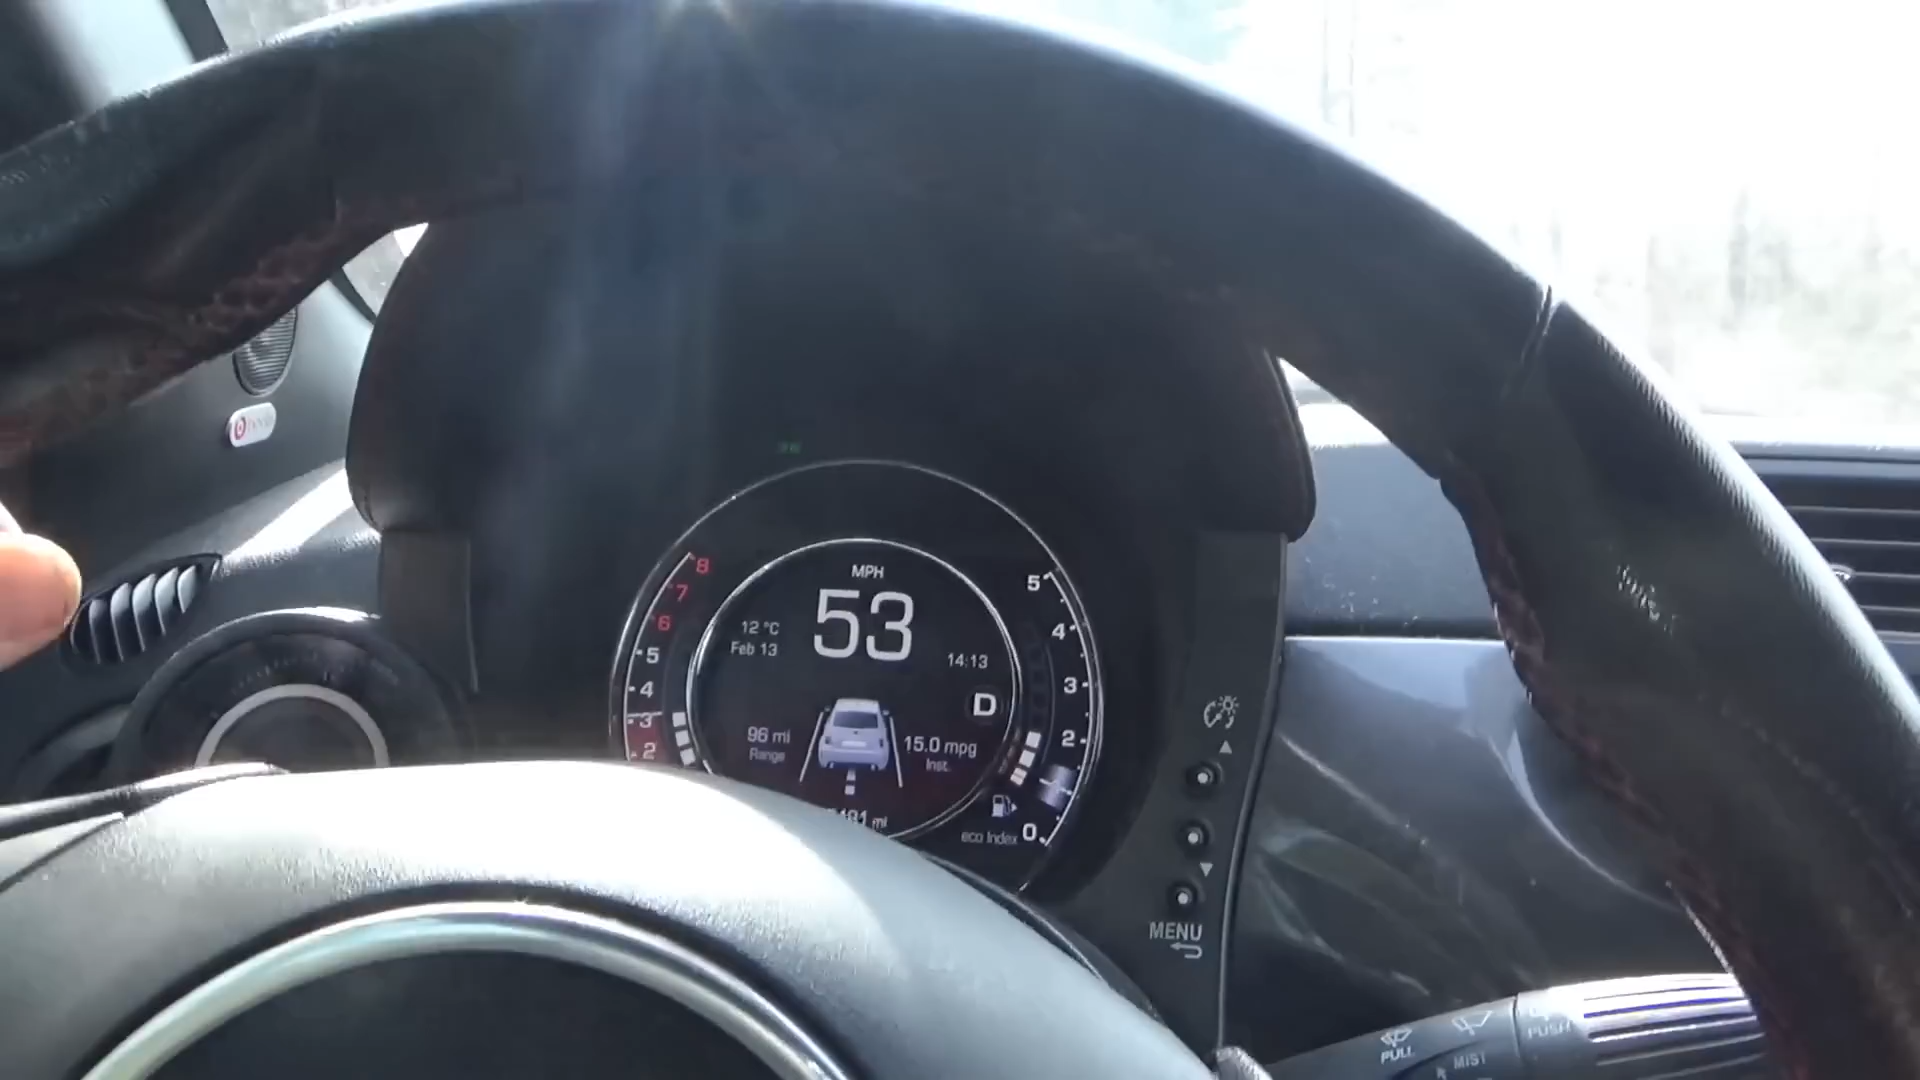 8
7
6
5
4
3
2
MPH
53
12 °C
Feb 13
14:13
D
96 mi
Range
15.0 mpg
Inst.
mi
eco Index
5
4
3
2
0
MENU
PULL
MIST
PUSH